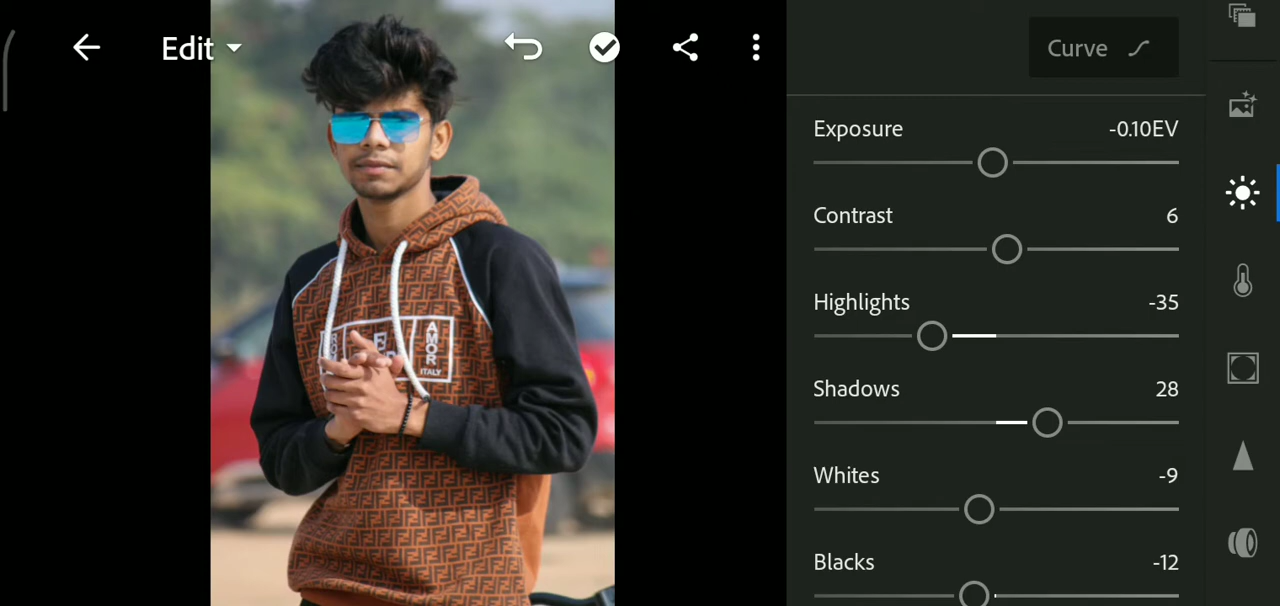 Edit
Curve
Exposure
-0.10EV
Contrast
6
Highlights
-35
Shadows
28
Whites
-9
Blacks
-12
AMOR
ITALY